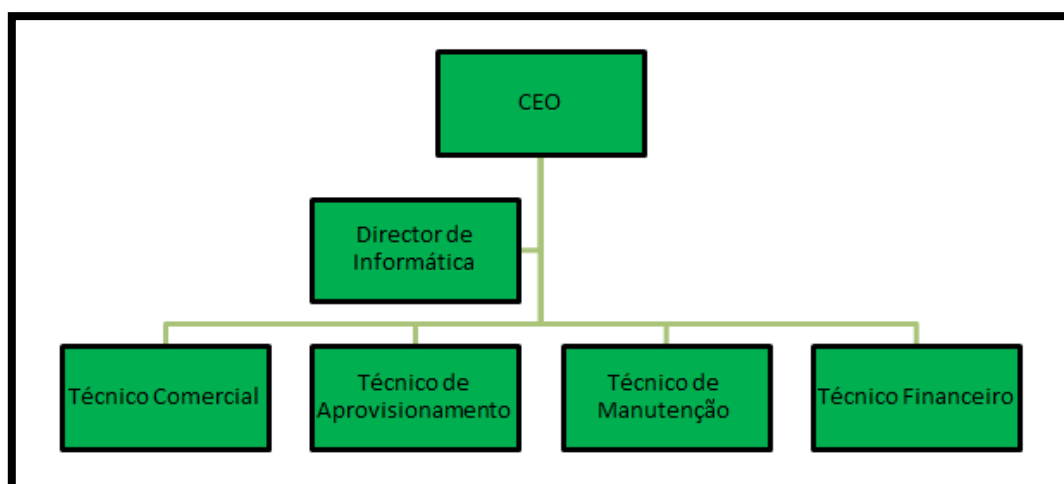 CEO
Director de
Informática
Técnico Comercial
Técnico de
Aprovisionamento
Técnico de
Manutenção
Técnico Financeiro